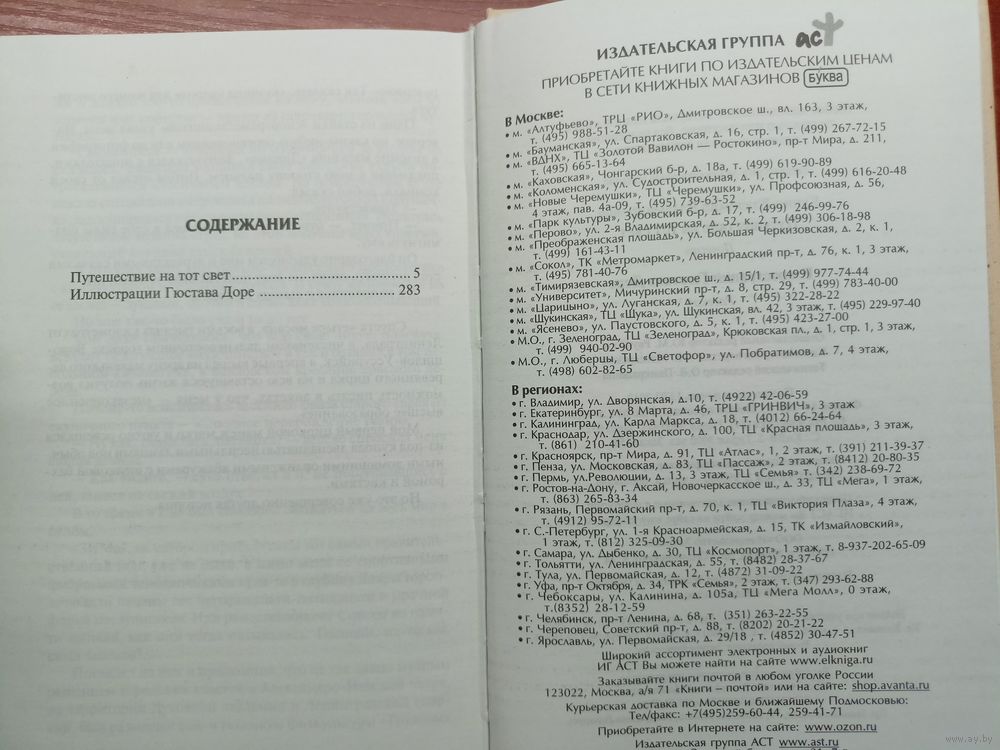 СОДЕРЖАНИЕ
Путешествие на тот свет ........ 5
Иллюстрации Гюстава Доре ........ 283
ИЗДАТЕЛЬСКАЯ ГРУППА аст
ПРИОБРЕТАЙТЕ КНИГИ ПО ИЗДАТЕЛЬСКИМ ЦЕНАМ
В СЕТИ КНИЖНЫХ МАГАЗИНОВ БУКВА
В Москве:
• м. «Алтуфьево», ТРЦ «РИО», Дмитровское ш., вл. 163, 3 этаж,
т. (495) 988-51-28
• м. «Бауманская», ул. Спартаковская, д. 16, стр. 1, т. (499) 267-72-15
• м. «ВДНХ», ТЦ «Золотой Вавилон — Ростокино», пр-т Мира, д. 211,
т. (495) 665-13-64
• м. «Каховская», Чонгарский б-р, д. 18а, т. (499) 619-90-89
• м. «Коломенская», ул. Судостроительная, д. 1, стр. 1, т. (499) 616-20-48
• м. «Новые Черемушки», ТЦ «Черемушки», ул. Профсоюзная, д. 56,
4 этаж, пав. 4а-09, т. (495) 739-63-52
• м. «Парк культуры», Зубовский б-р, д. 17, т. (499) 246-99-76
• м. «Перово», ул. 2-я Владимирская, д. 52, к. 2, т. (499) 306-18-98
• м. «Преображенская площадь», ул. Большая Черкизовская, д. 2, к. 1,
т. (499) 161-43-11
• м. «Сокол», ТК «Метромаркет», Ленинградский пр-т, д. 76, к. 1, 3 этаж,
т. (495) 781-40-76
• м. «Тимирязевская», Дмитровское ш., д. 15/1, т. (499) 977-74-44
• м. «Университет», Мичуринский пр-т, д. 8, стр. 29, т. (499) 783-40-00
• м. «Царицыно», ул. Луганская, д. 7, к. 1, т. (495) 322-28-22
• м. «Щукинская», ТЦ «Щука», ул. Щукинская, вл. 42, 3 этаж, т. (495) 229-97-40
• м. «Ясенево», ул. Паустовского, д. 5, к. 1, т. (495) 423-27-00
• М.О., г. Зеленоград, ТЦ «Зеленоград», Крюковская пл., д. 1, стр. 1, 3 этаж,
т. (499) 940-02-90
• М.О., г. Люберцы, ТЦ «Светофор», ул. Побратимов, д. 7, 4 этаж,
т. (498) 602-82-65
В регионах:
• г. Владимир, ул. Дворянская, д.10, т. (4922) 42-06-59
• г. Екатеринбург, ул. 8 Марта, д. 46, ТРЦ «ГРИНВИЧ», 3 этаж
• г. Калининград, ул. Карла Маркса, д. 18, т. (4012) 66-24-64
• г. Краснодар, ул. Дзержинского, д. 100, ТЦ «Красная площадь», 3 этаж,
т. (861) 210-41-60
• г. Красноярск, пр-т Мира, д. 91, ТЦ «Атлас», 1, 2 этаж, т. (391) 211-39-37
• г. Пенза, ул. Московская, д. 83, ТЦ «Пассаж», 2 этаж, т. (8412) 20-80-35
• г. Пермь, ул.Революции, д. 13, 3 этаж, ТЦ «Семья» т. (342) 238-69-72
• г. Ростов-на-Дону, г. Аксай, Новочеркасское ш., д. 33, ТЦ «Мега», 1 этаж,
т. (863) 265-83-34
• г. Рязань, Первомайский пр-т, д. 70, к. 1, ТЦ "Виктория Плаза», 4 этаж,
т. (4912) 95-72-11
• г. С.-Петербург, ул. 1-я Красноармейская, д. 15, ТК «Измайловский»,
1 этаж, т. (812) 325-09-30
• г. Самара, ул. Дыбенко, д. 30, ТЦ «Космопорт», 1 этаж, т. 8-937-202-65-09
• г. Тольятти, ул. Ленинградская, д. 55, т. (8482) 28-37-67
• г. Тула, ул. Первомайская, д. 12, т. (4872) 31-09-22
• г. Уфа, пр-т Октября, д. 34, ТРК «Семья», 2 этаж, т. (347) 293-62-88
• г. Чебоксары, ул. Калинина, д. 105а, ТЦ «Мега Молл», 0 этаж,
т.(8352) 28-12-59
• г. Челябинск, пр-т Ленина, д. 68, т. (351) 263-22-55
• г. Череповец, Советский пр-т, д. 88, т. (8202) 20-21-22
• г. Ярославль, ул. Первомайская, д. 29/18 , т. (4852) 30-47-51
Широкий ассортимент электронных и аудиокниг
ИГ АСТ Вы можете найти на сайте www.elkniga.ru
Заказывайте книги почтой в любом уголке России
123022, Москва, а/я 71 «Книги – почтой» или на сайте: shop.avanta.ru
Курьерская доставка по Москве и ближайшему Подмосковью:
Тел/факс: +7(495)259-60-44, 259-41-71
Приобретайте в Интернете на сайте: www.ozon.ru
Издательская группа АСТ www.ast.ru
www.ay.by